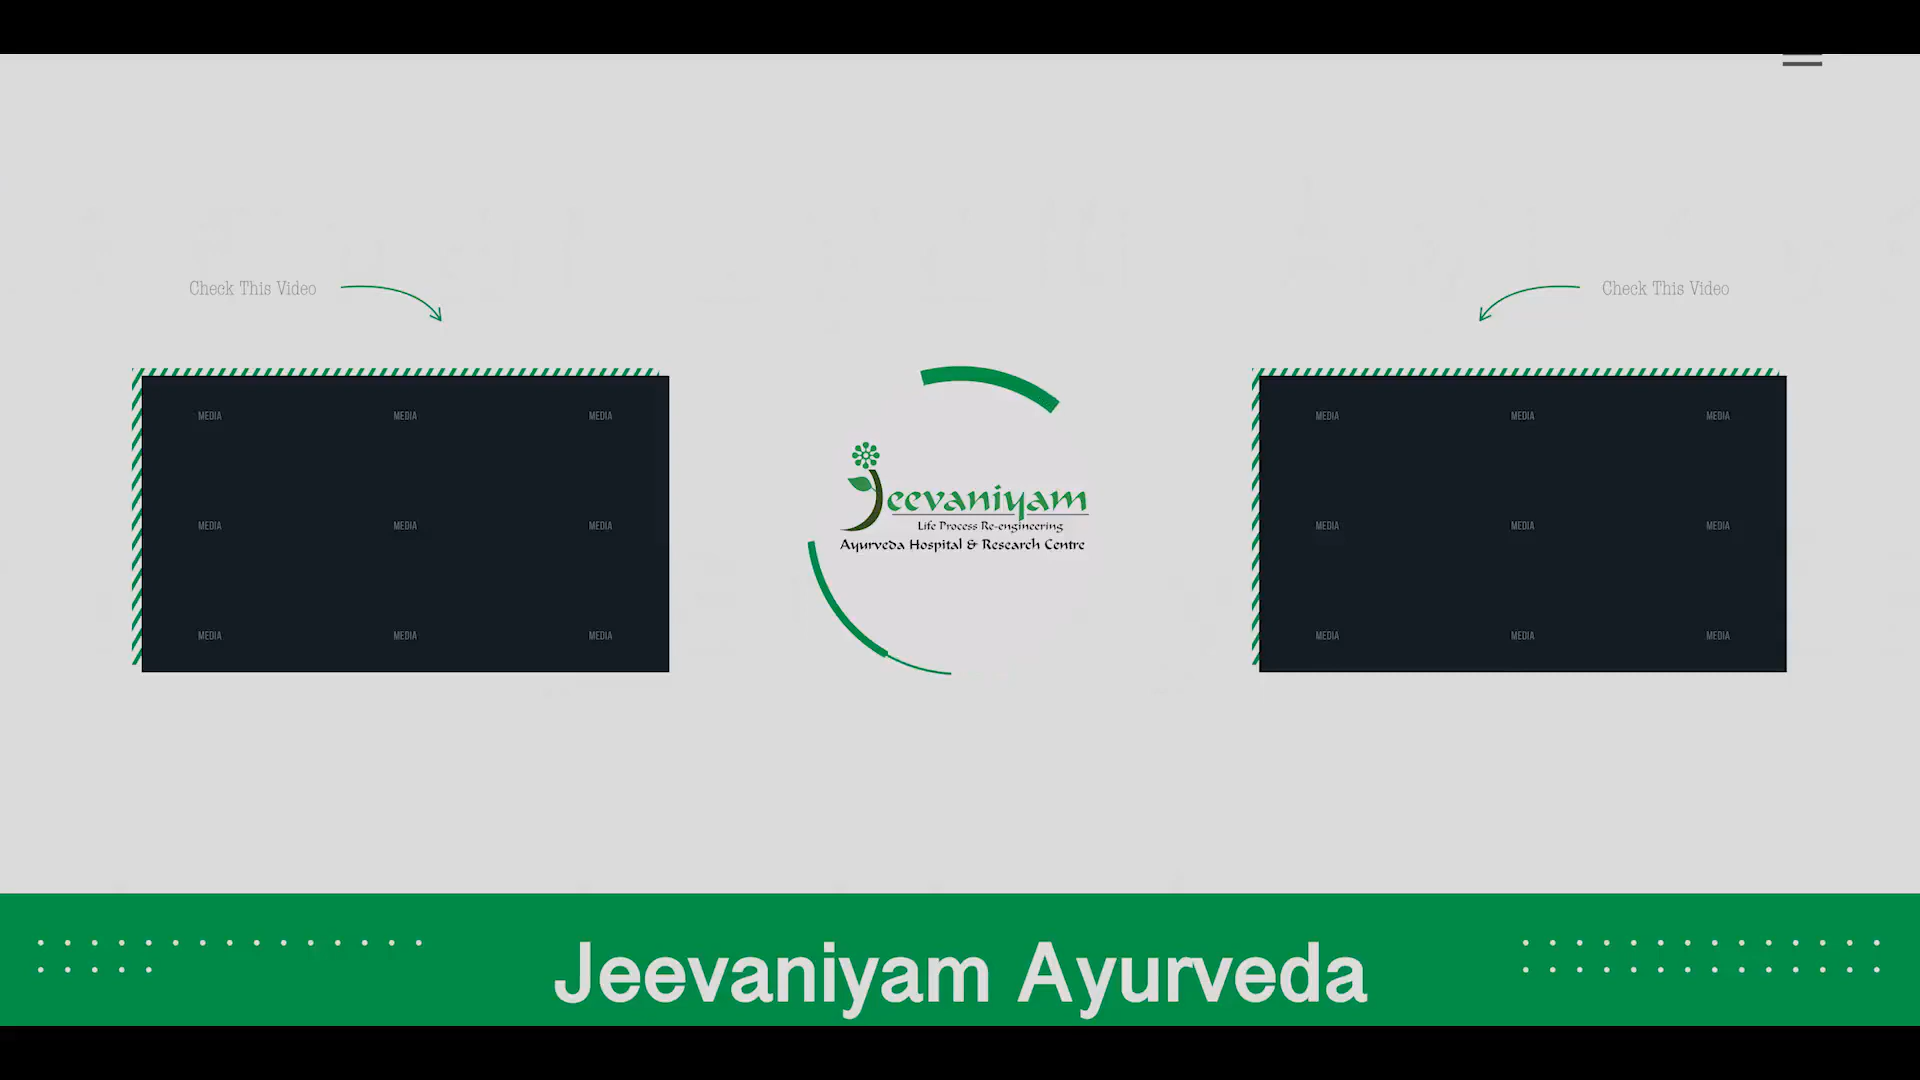 Check This Video
Check This Video
MEDIA MEDIA MEDIA
MEDIA MEDIA MEDIA
MEDIA MEDIA MEDIA
Jeevaniyam
Life Process Re-engineering
Ayurveda Hospital & Research Centre
MEDIA MEDIA MEDIA
MEDIA MEDIA MEDIA
MEDIA MEDIA MEDIA
Jeevaniyam Ayurveda